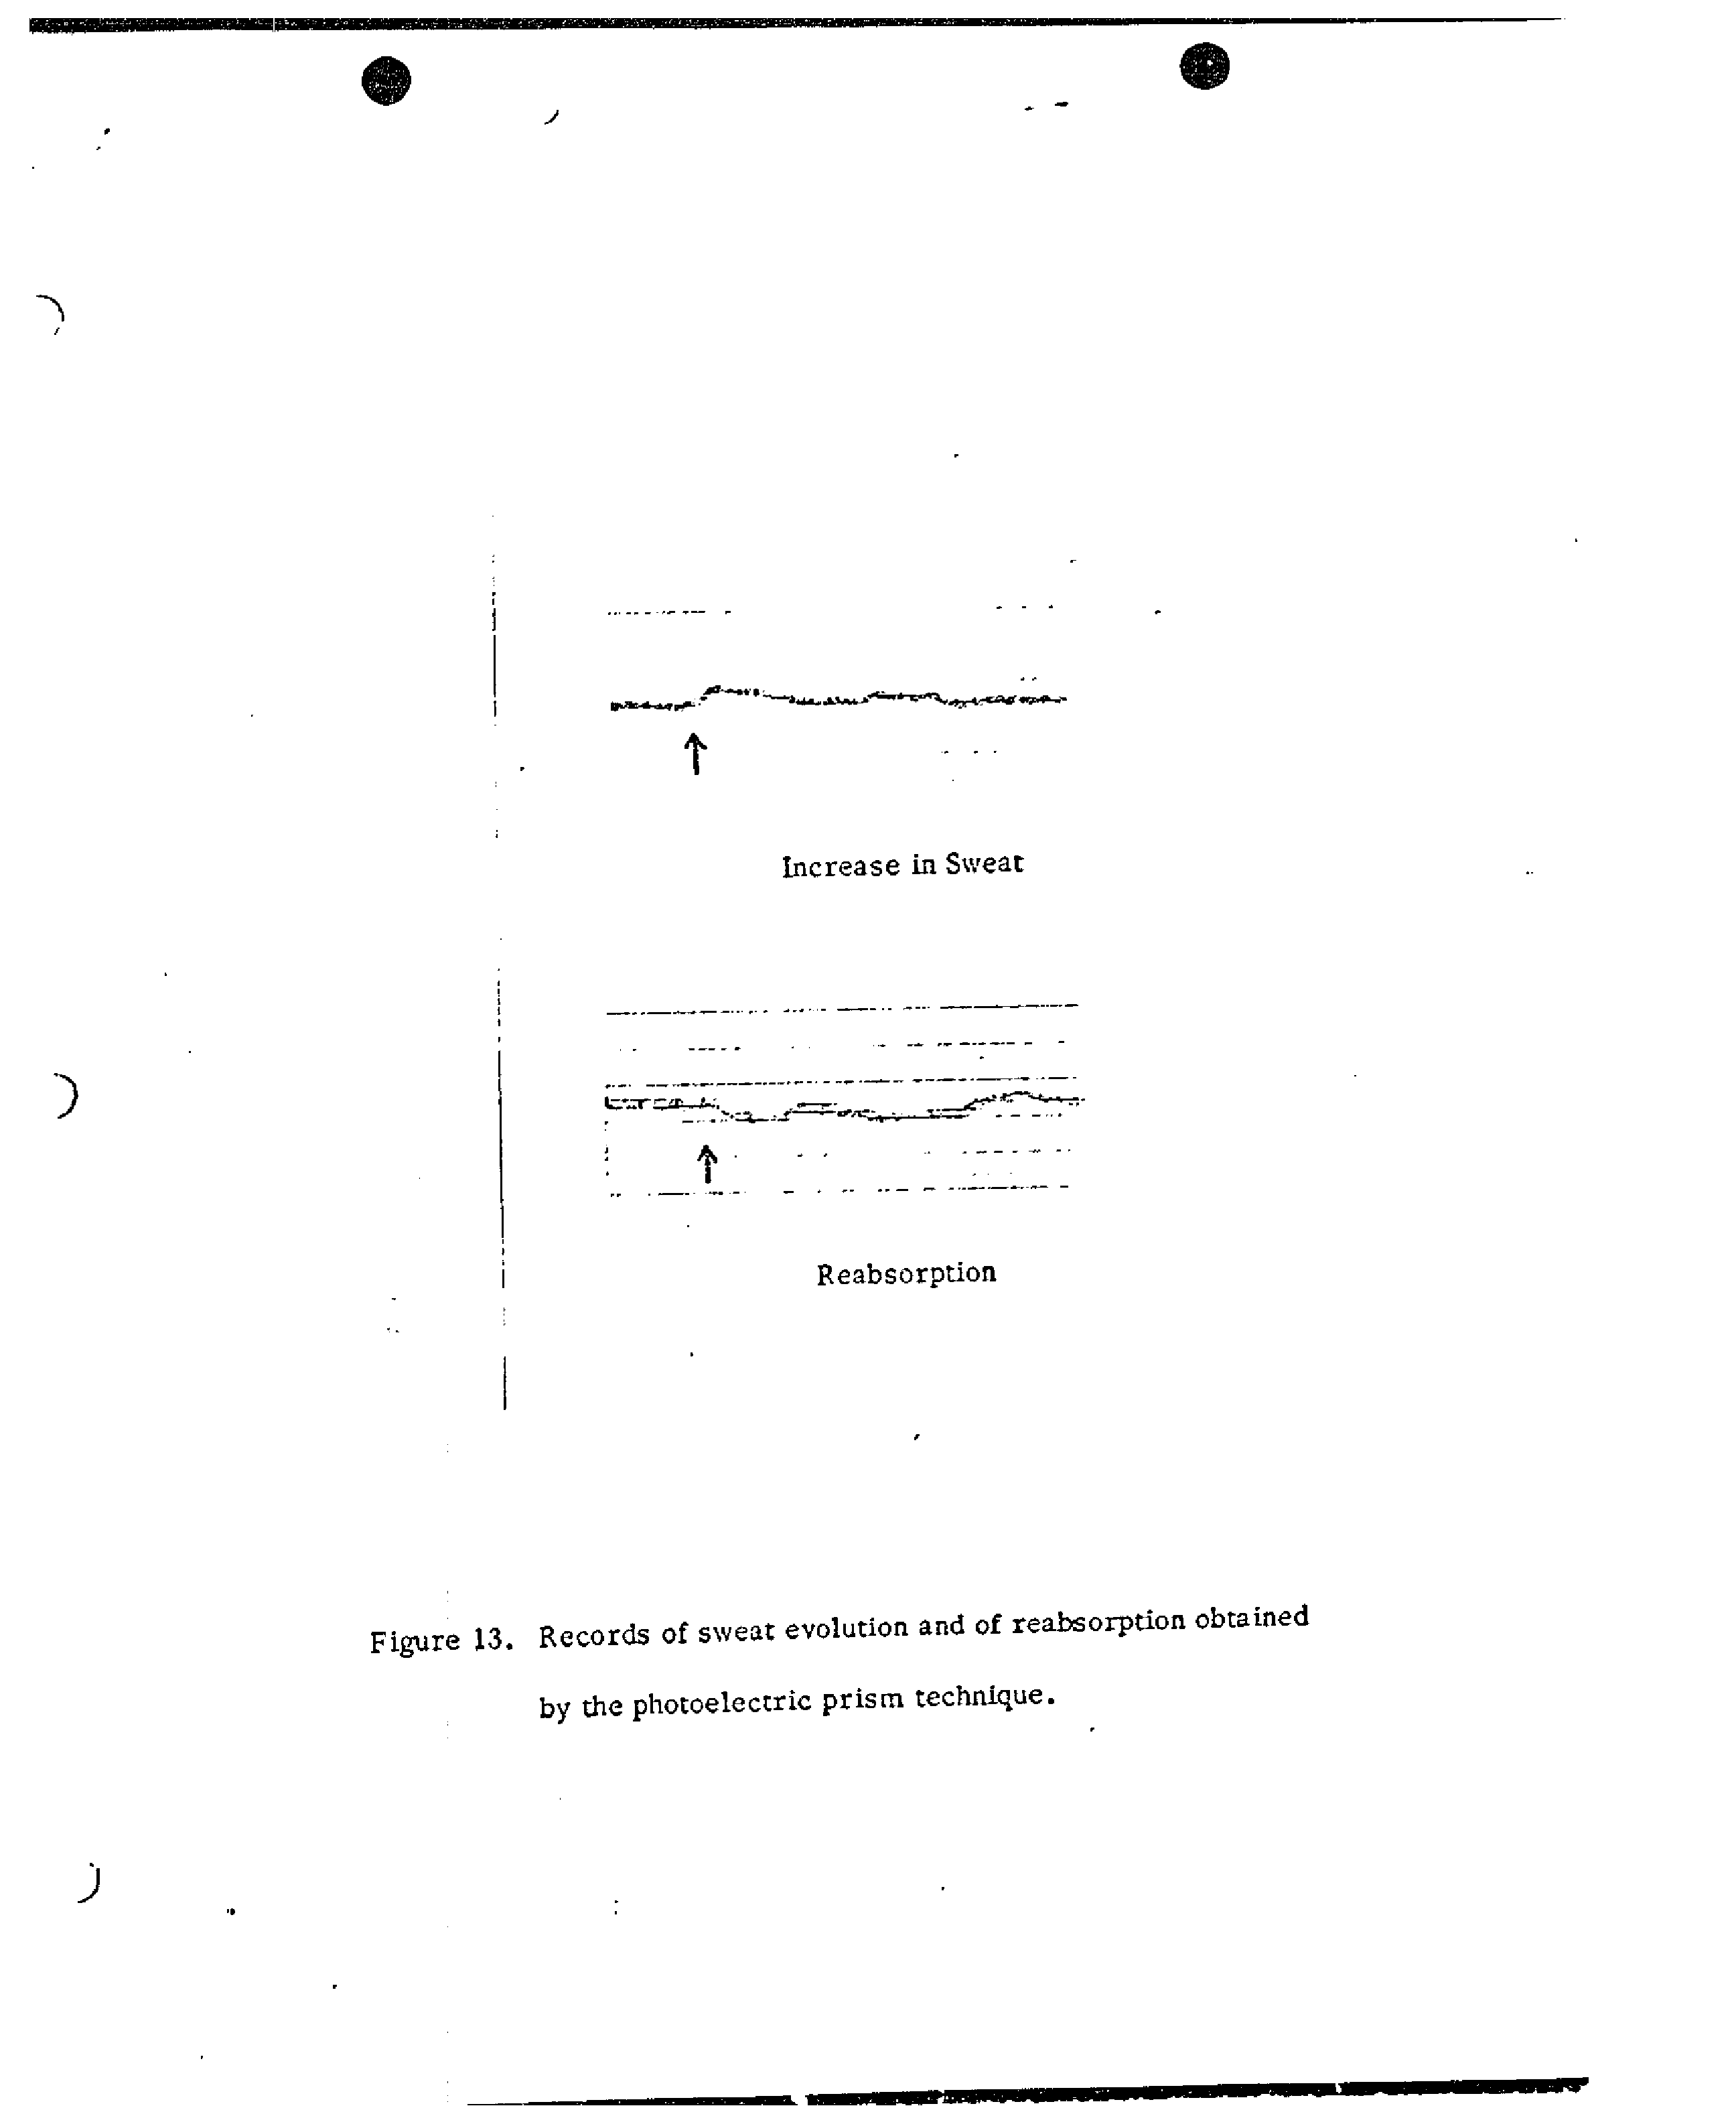 Increase in Sweat
Reabsorption
Figure 13. Records of sweat evolution and of reabsorption obtained
by the photoelectric prism technique.